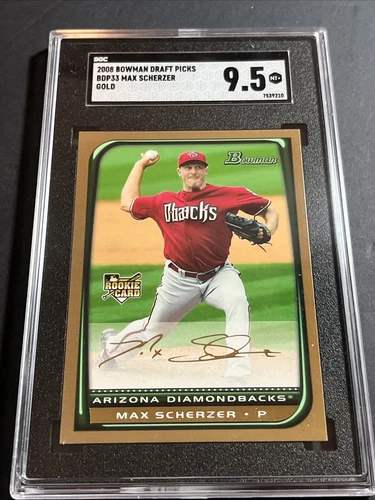 SGC
2008 BOWMAN DRAFT PICKS
BDP33 MAX SCHERZER
GOLD
9.5
MT+
7539210
Bowman
Dbacks
ROOKIE
CARD
ARIZONA DIAMONDBACKS®
MAX SCHERZER • P